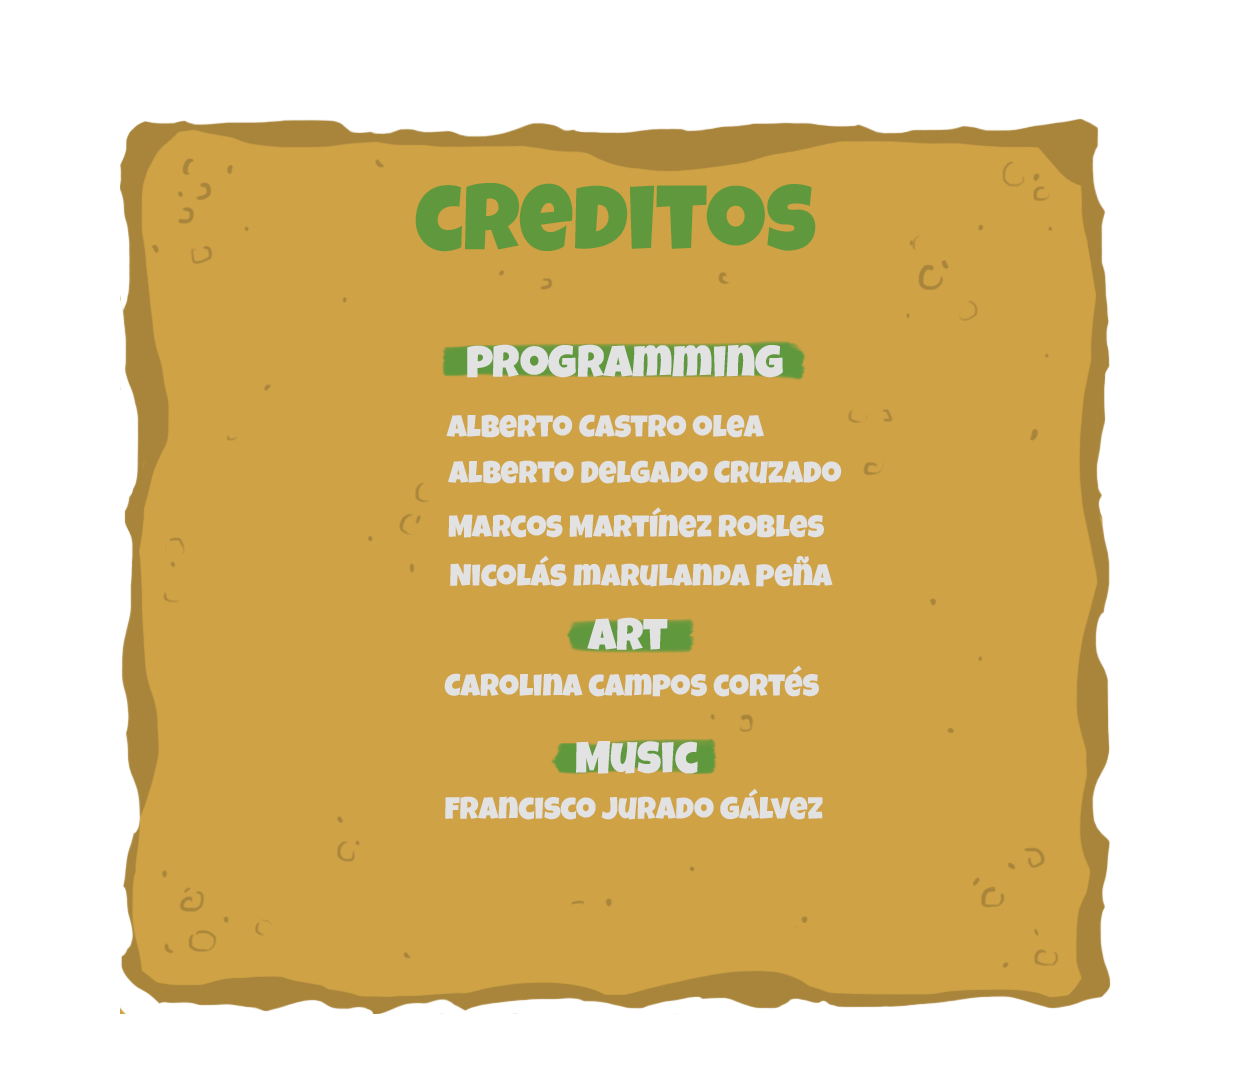 CREDITOS
PROGRAMMING
ALBERTO CASTRO OLEA
ALBERTO DELGADO CRUZADO
MARCOS MARTÍNEZ ROBLES
NICOLÁS MARULANDA PEÑA
ART
CAROLINA CAMPOS CORTÉS
MUSIC
FRANCISCO JURADO GÁLVEZ